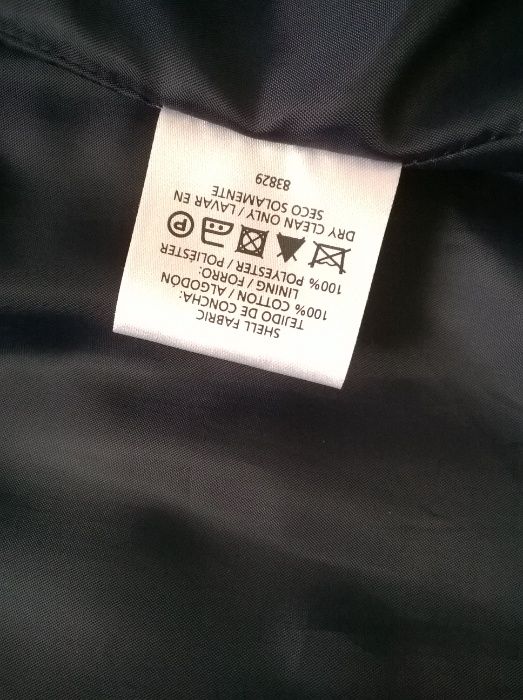 SHELL FABRIC
TEJIDO DE CONCHA:
100% COTTON / ALGODÓN
LINING / FORRO:
100% POLYESTER / POLIESTER
P
DRY CLEAN ONLY / LAVAR EN
SECO SOLAMENTE
83829